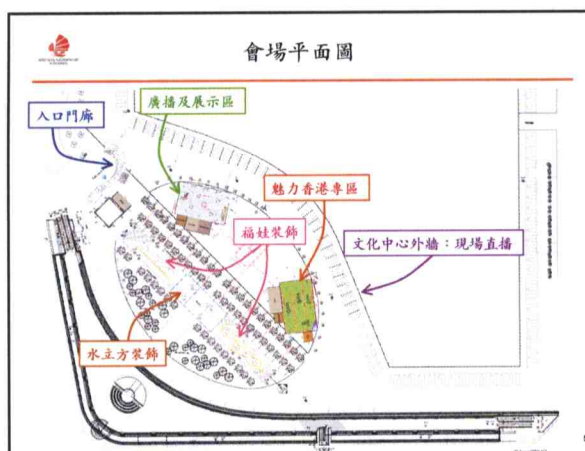 會場平面圖
入口門廊
廣播及展示區
魅力香港專區
福娃裝飾
文化中心外牆：現場直播
水立方裝飾